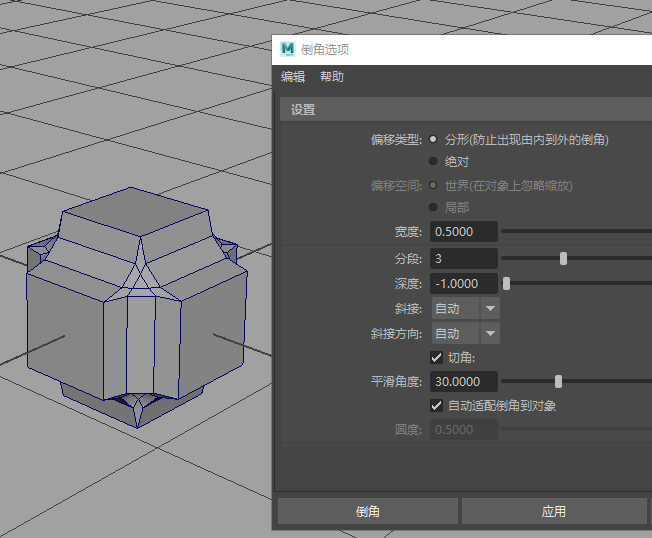 倒角选项
编辑 帮助
设置
偏移类型: 分形(防止出现由内到外的倒角)
绝对
偏移空间: 世界(在对象上忽略缩放)
局部
宽度: 0.5000
分段: 3
深度: -1.0000
斜接: 自动
斜接方向: 自动
切角:
平滑角度: 30.0000
自动适配倒角到对象
圆度: 0.5000
倒角 应用